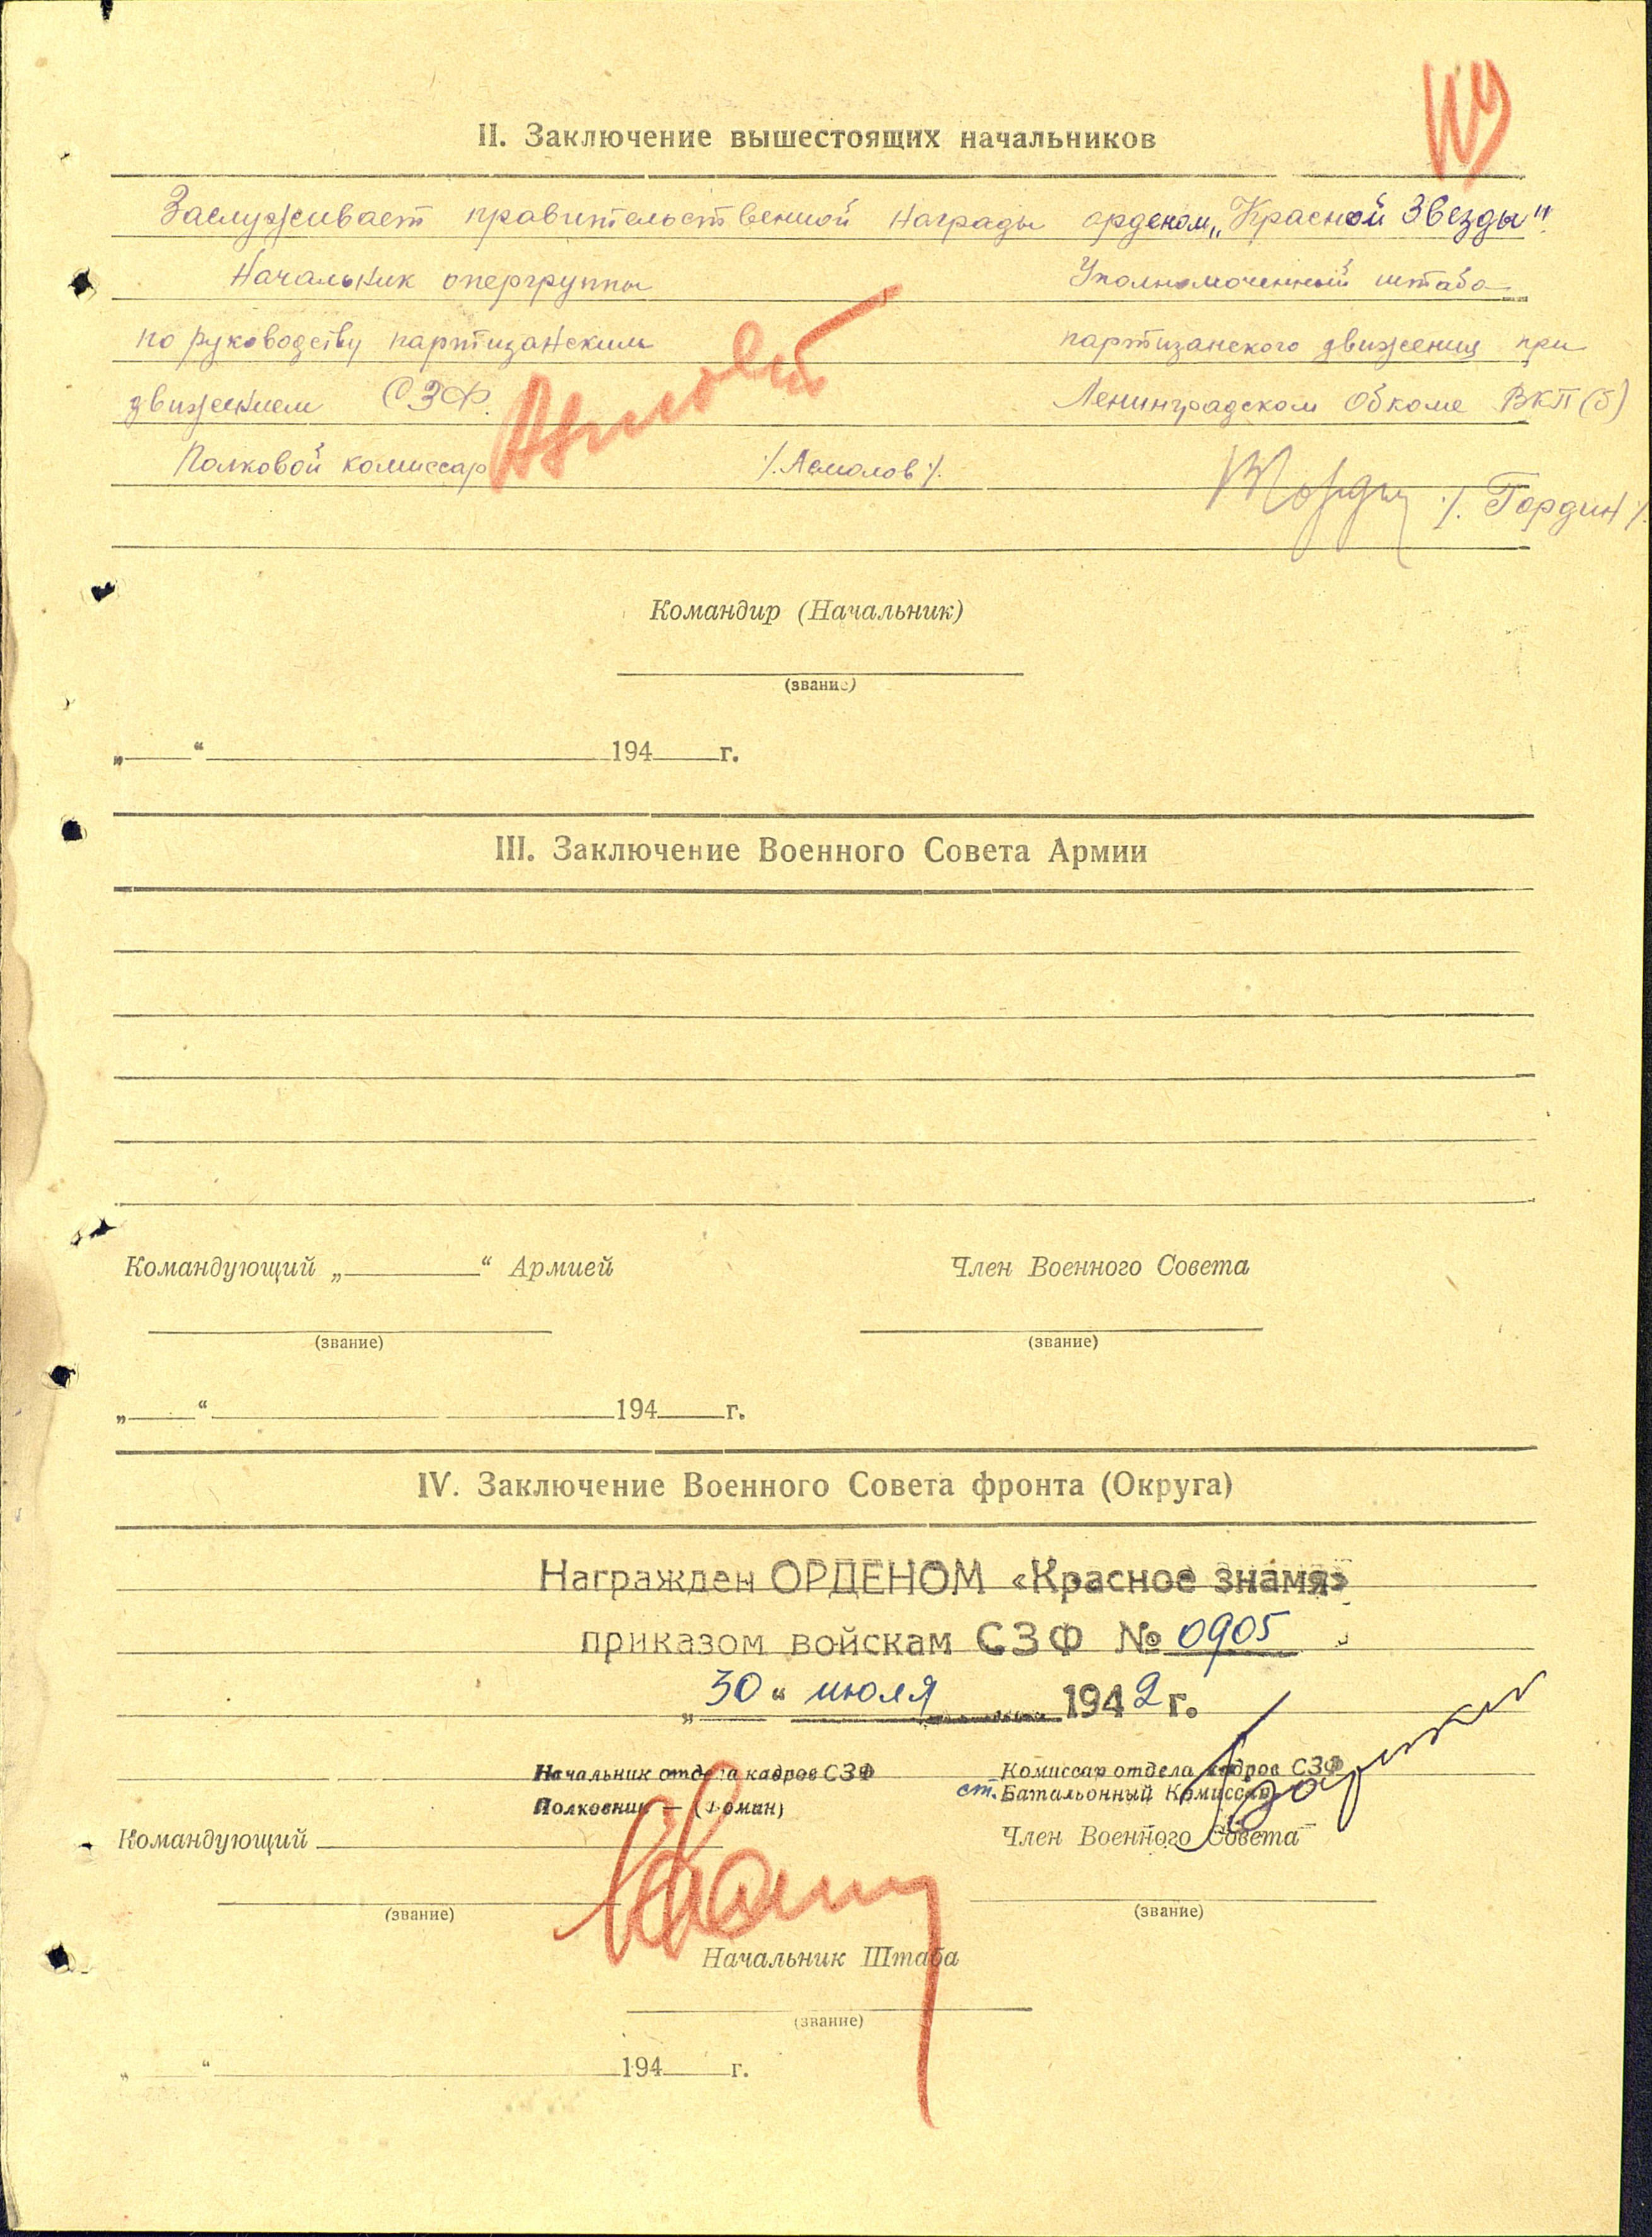 II. Заключение вышестоящих начальников
Заслуживает правительственной награды орденом „Красной Звезды".
Начальник опергруппы
по руководству партизанским
движением СЗФ.
Полковой комиссар /.Асмолов/.
Уполномоченный штаба
партизанского движения при
Ленинградском Обкоме ВКП(б)
/. Гордин/.
Командир (Начальник)
(звание)
„ “ 194 г.
III. Заключение Военного Совета Армии
Командующий „ “ Армией Член Военного Совета
(звание) (звание)
„ “ 194 г.
IV. Заключение Военного Совета фронта (Округа)
Награжден ОРДЕНОМ «Красное знамя»
приказом войскам СЗФ № 0905
„30“ июля 1942 г.
Начальник отдела кадров СЗФ Комиссар отдела кадров СЗФ
Полковник — ст. Батальонный Комиссар
Командующий Член Военного Совета
(звание) (звание)
Начальник Штаба
(звание)
„ “ 194 г.